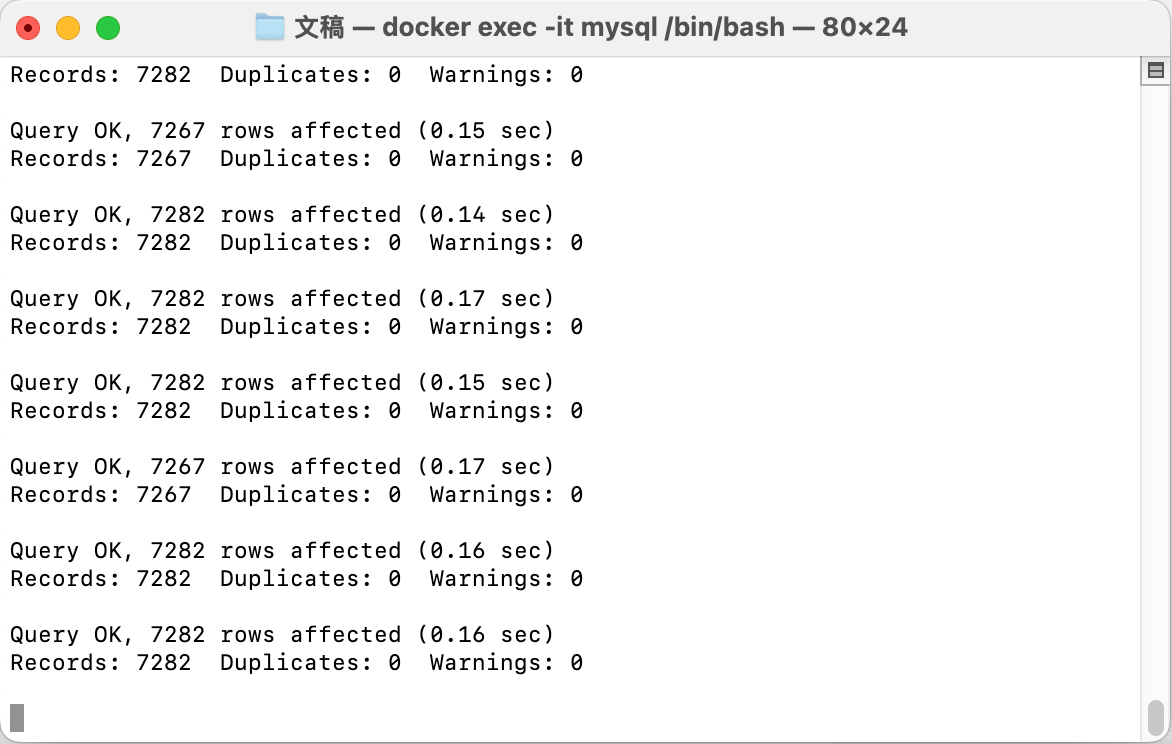 文稿 — docker exec -it mysql /bin/bash — 80×24
Records: 7282  Duplicates: 0  Warnings: 0
Query OK, 7267 rows affected (0.15 sec)
Records: 7267  Duplicates: 0  Warnings: 0
Query OK, 7282 rows affected (0.14 sec)
Records: 7282  Duplicates: 0  Warnings: 0
Query OK, 7282 rows affected (0.17 sec)
Records: 7282  Duplicates: 0  Warnings: 0
Query OK, 7282 rows affected (0.15 sec)
Records: 7282  Duplicates: 0  Warnings: 0
Query OK, 7267 rows affected (0.17 sec)
Records: 7267  Duplicates: 0  Warnings: 0
Query OK, 7282 rows affected (0.16 sec)
Records: 7282  Duplicates: 0  Warnings: 0
Query OK, 7282 rows affected (0.16 sec)
Records: 7282  Duplicates: 0  Warnings: 0